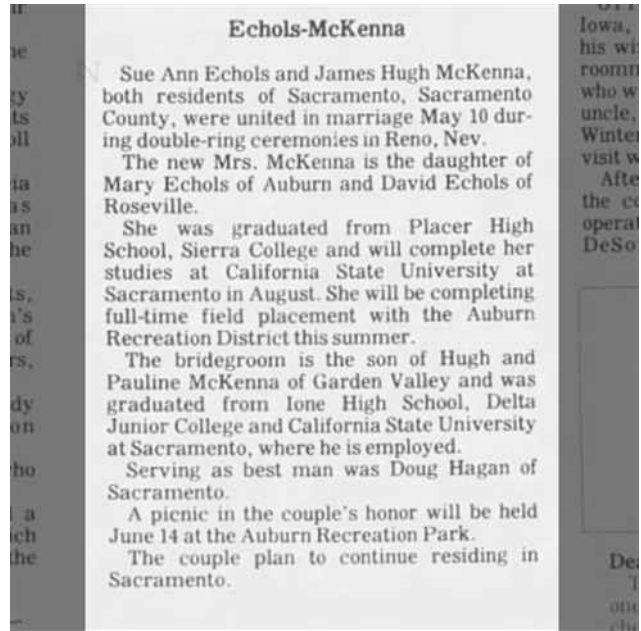 Echols-McKenna
Sue Ann Echols and James Hugh McKenna,
both residents of Sacramento, Sacramento
County, were united in marriage May 10 dur-
ing double-ring ceremonies in Reno, Nev.
The new Mrs. McKenna is the daughter of
Mary Echols of Auburn and David Echols of
Roseville.
She was graduated from Placer High
School, Sierra College and will complete her
studies at California State University at
Sacramento in August. She will be completing
full-time field placement with the Auburn
Recreation District this summer.
The bridegroom is the son of Hugh and
Pauline McKenna of Garden Valley and was
graduated from Ione High School, Delta
Junior College and California State University
at Sacramento, where he is employed.
Serving as best man was Doug Hagan of
Sacramento.
A picnic in the couple's honor will be held
June 14 at the Auburn Recreation Park.
The couple plan to continue residing in
Sacramento.
Iowa,
his
who
uncle,
Winter
visit
the
DeSo